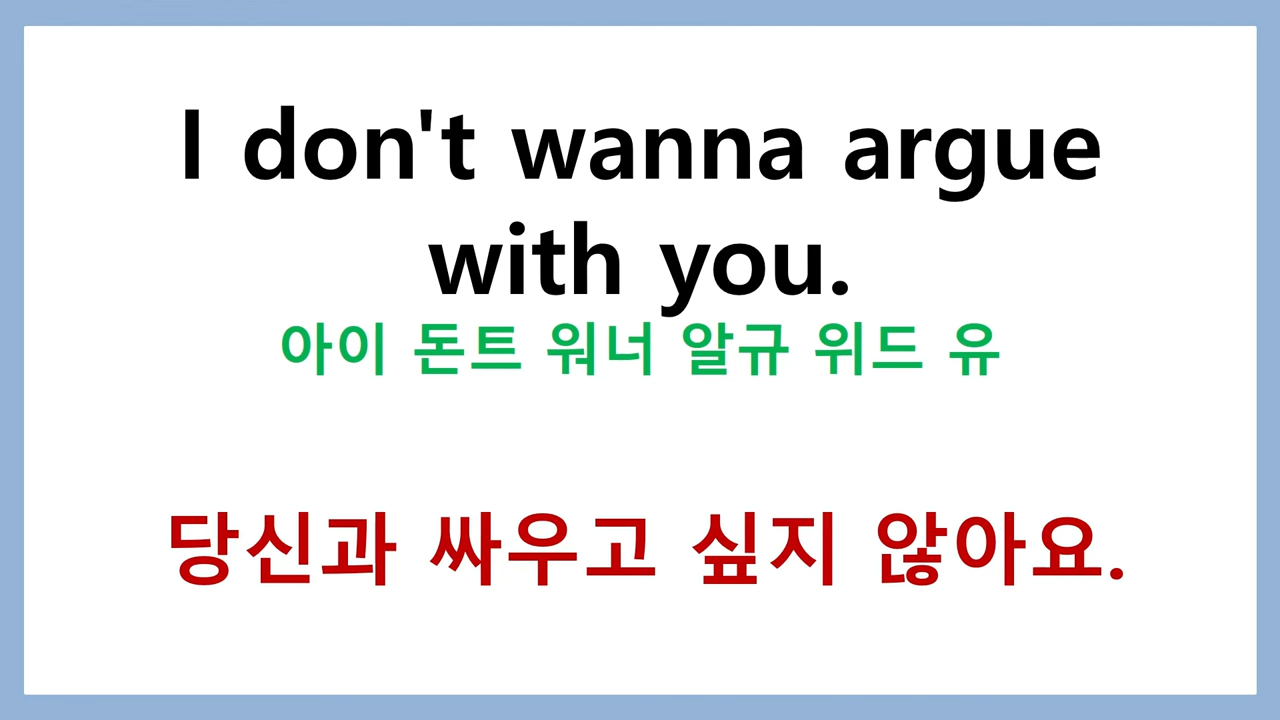 I don't wanna argue
with you.
아이 돈트 워너 알규 위드 유
당신과 싸우고 싶지 않아요.